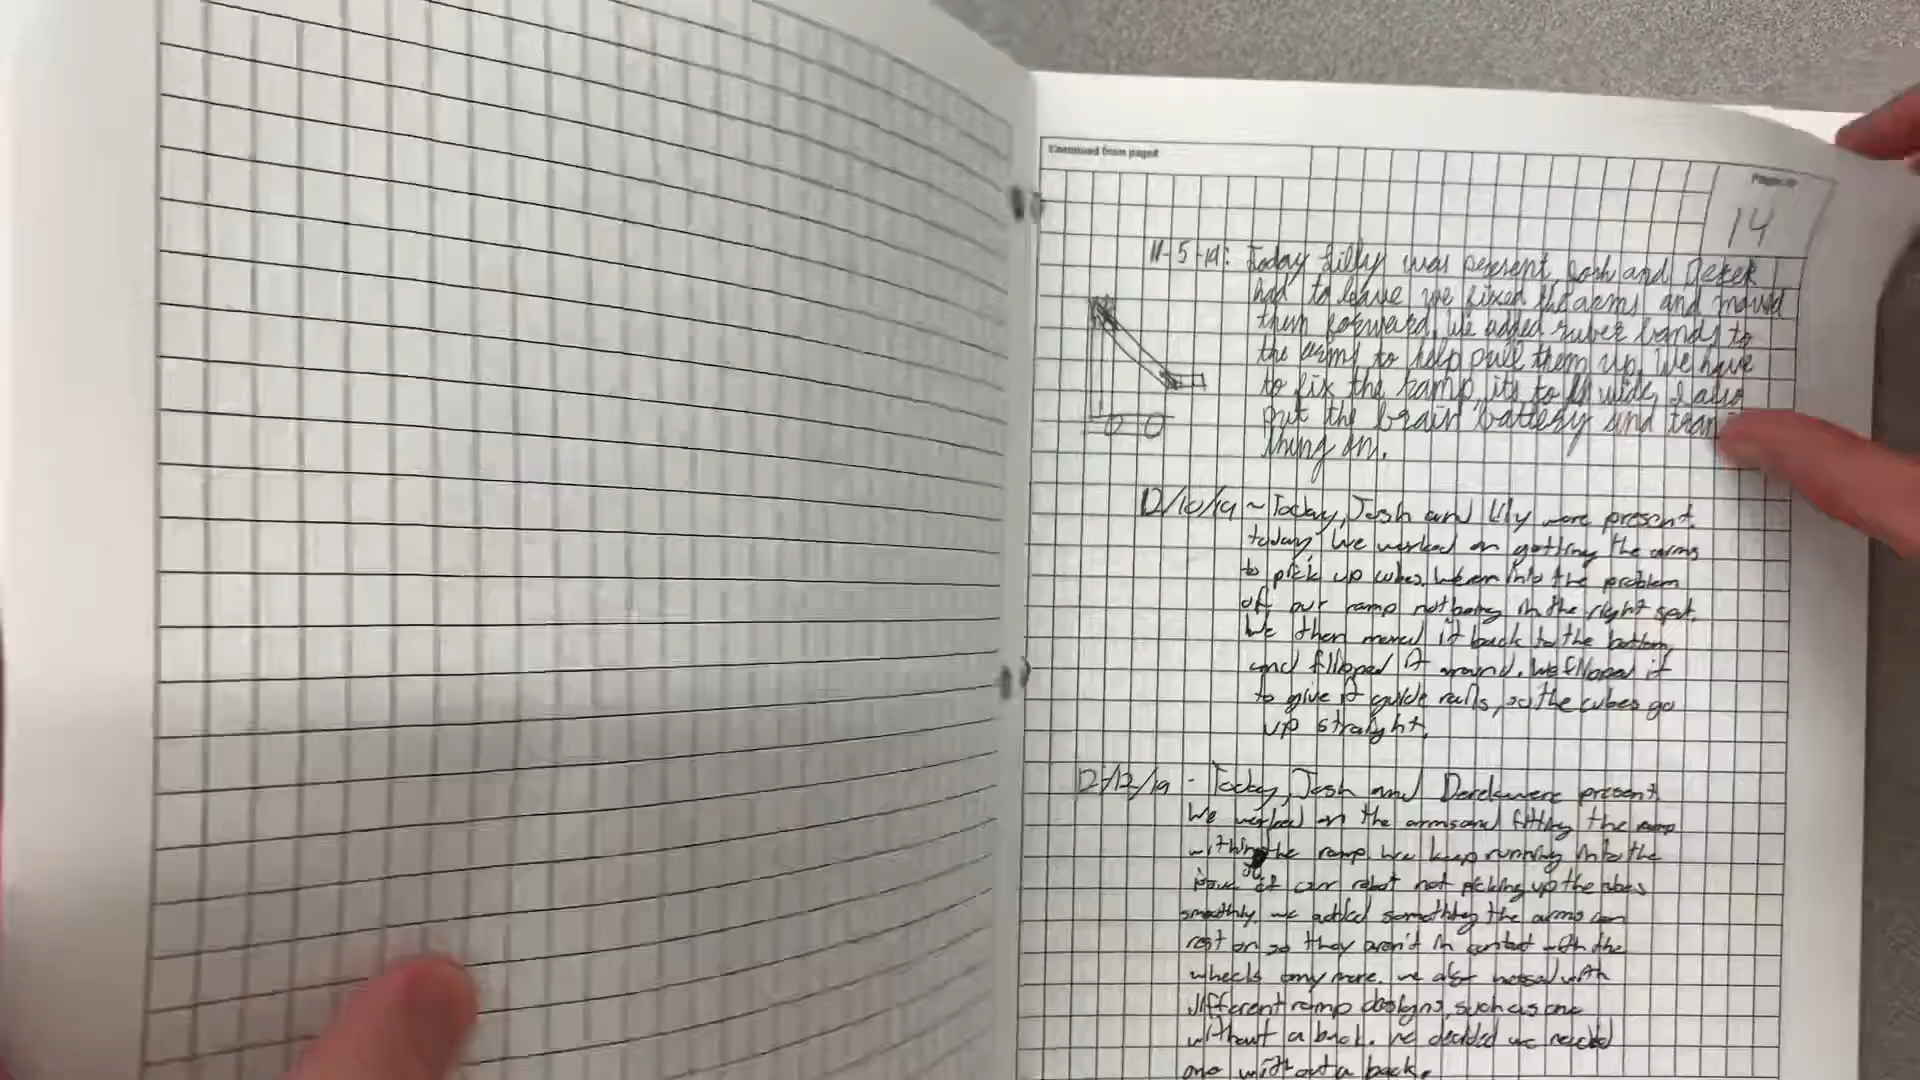 Continued from page#
Page#
14
11-5-19: Today Lilly was pesent, Josh and Derek
had to leave we fixed the arms and moved
them forward. We added ruber bands to
the arms to help pull them up. We have
to fix the ramp, its to wide, I also
put the brain battery and tran
thing on.
12/10/19 ~ Today, Josh and Lily were present.
today we worked on getting the arms
to pick up cubes. We ran into the problem
of our ramp not being in the right spot.
We then moved it back to the bottom
and flipped it around. We flipped it
to give it guide rails, so the cubes go
up straight.
12/12/19 - Today, Josh and Derek were present
We worked on the arms and fitting the
within the ramp. we keep running into the
issue of our robot not picking up the cubes
smoothly. we added something the arms can
rest on so they aren't in contact with the
wheels any more. we also messed with
different ramp designs, such as one
without a back. we decided we needed
one without a back.